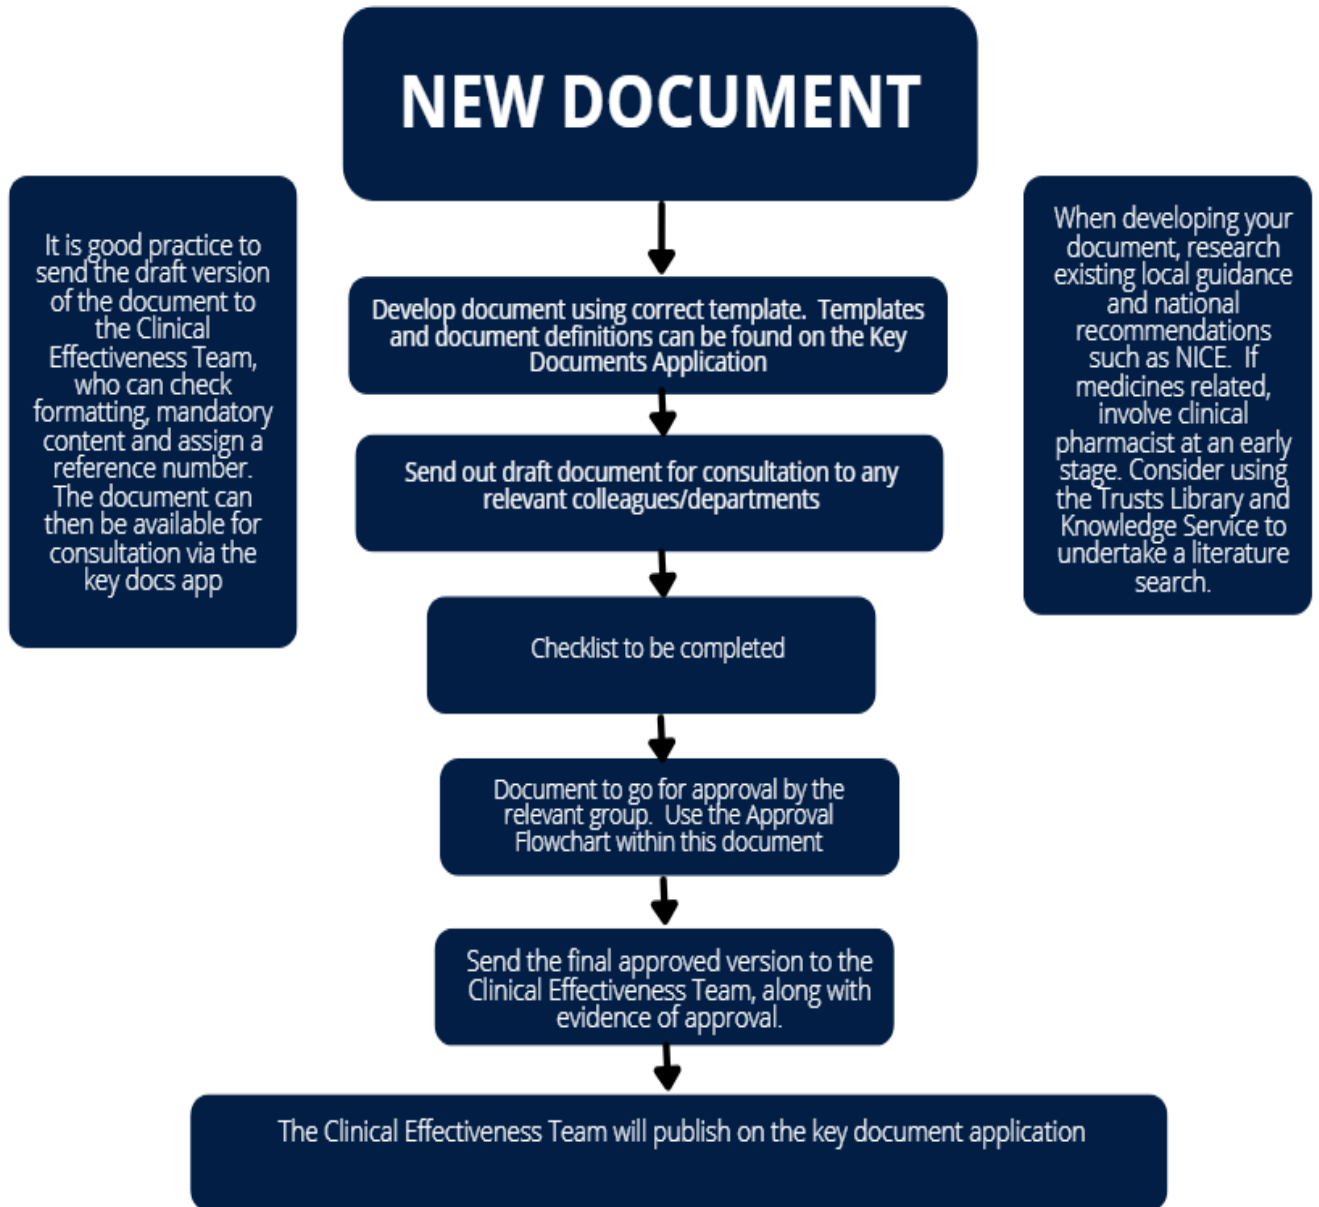 NEW DOCUMENT
It is good practice to
send the draft version
of the document to
the Clinical
Effectiveness Team,
who can check
formatting, mandatory
content and assign a
reference number.
The document can
then be available for
consultation via the
key docs app
When developing your
document, research
existing local guidance
and national
recommendations
such as NICE.  If
medicines related,
involve clinical
pharmacist at an early
stage. Consider using
the Trusts Library and
Knowledge Service to
undertake a literature
search.
Develop document using correct template.  Templates
and document definitions can be found on the Key
Documents Application
Send out draft document for consultation to any
relevant colleagues/departments
Checklist to be completed
Document to go for approval by the
relevant group.  Use the Approval
Flowchart within this document
Send the final approved version to the
Clinical Effectiveness Team, along with
evidence of approval.
The Clinical Effectiveness Team will publish on the key document application